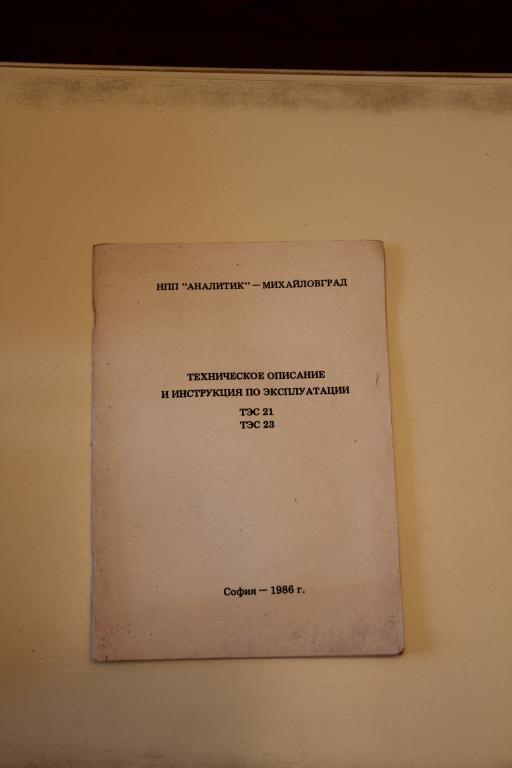 НПП "АНАЛИТИК" — МИХАЙЛОВГРАД
ТЕХНИЧЕСКОЕ ОПИСАНИЕ
И ИНСТРУКЦИЯ ПО ЭКСПЛУАТАЦИИ
ТЭС 21
ТЭС 23
София — 1986 г.